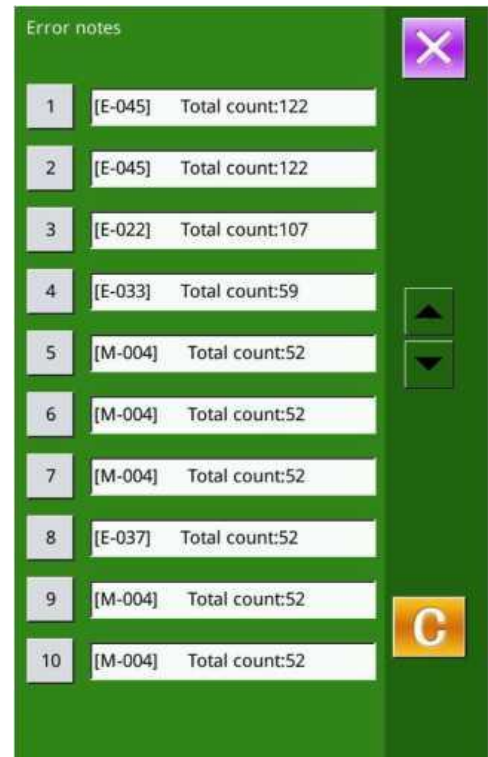 Error notes
1 [E-045] Total count:122
2 [E-045] Total count:122
3 [E-022] Total count:107
4 [E-033] Total count:59
5 [M-004] Total count:52
6 [M-004] Total count:52
7 [M-004] Total count:52
8 [E-037] Total count:52
9 [M-004] Total count:52
C
10 [M-004] Total count:52